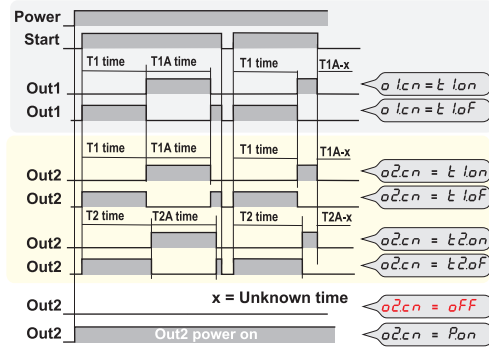 Power
Start
T1 time T1A time T1 time T1A-x
Out1 o1.cn = t1.on
Out1 o1.cn = t1.oF
T1 time T1A time T1 time T1A-x
Out2 o2.cn = t1.on
Out2 o2.cn = t1.oF
T2 time T2A time T2 time T2A-x
Out2 o2.cn = t2.on
Out2 o2.cn = t2.oF
x = Unknown time
Out2 o2.cn = oFF
Out2 Out2 power on o2.cn = P.on